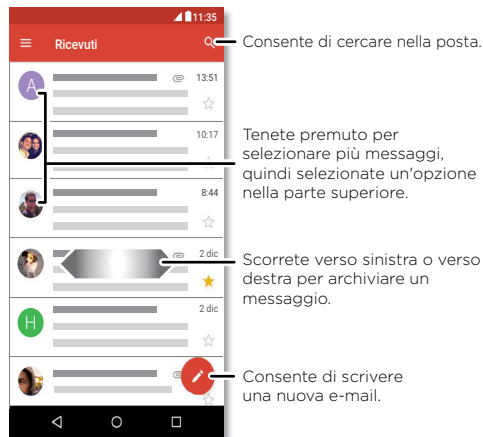 11:35
Ricevuti
Consente di cercare nella posta.
A
13:51
10:17
Tenete premuto per
selezionare più messaggi,
quindi selezionate un'opzione
nella parte superiore.
8:44
2 dic
Scorrete verso sinistra o verso
destra per archiviare un
messaggio.
H
2 dic
Consente di scrivere
una nuova e-mail.